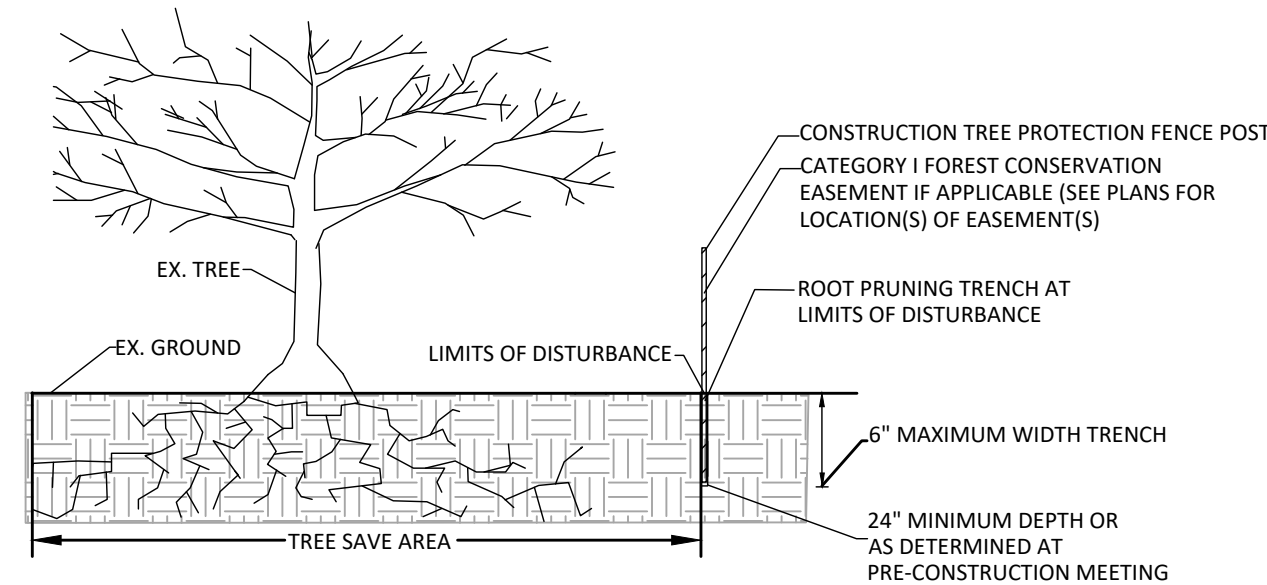 CONSTRUCTION TREE PROTECTION FENCE POST
CATEGORY I FOREST CONSERVATION
EASEMENT IF APPLICABLE (SEE PLANS FOR
LOCATION(S) OF EASEMENT(S)
EX. TREE
ROOT PRUNING TRENCH AT
LIMITS OF DISTURBANCE
EX. GROUND
LIMITS OF DISTURBANCE
6" MAXIMUM WIDTH TRENCH
24" MINIMUM DEPTH OR
AS DETERMINED AT
PRE-CONSTRUCTION MEETING
TREE SAVE AREA